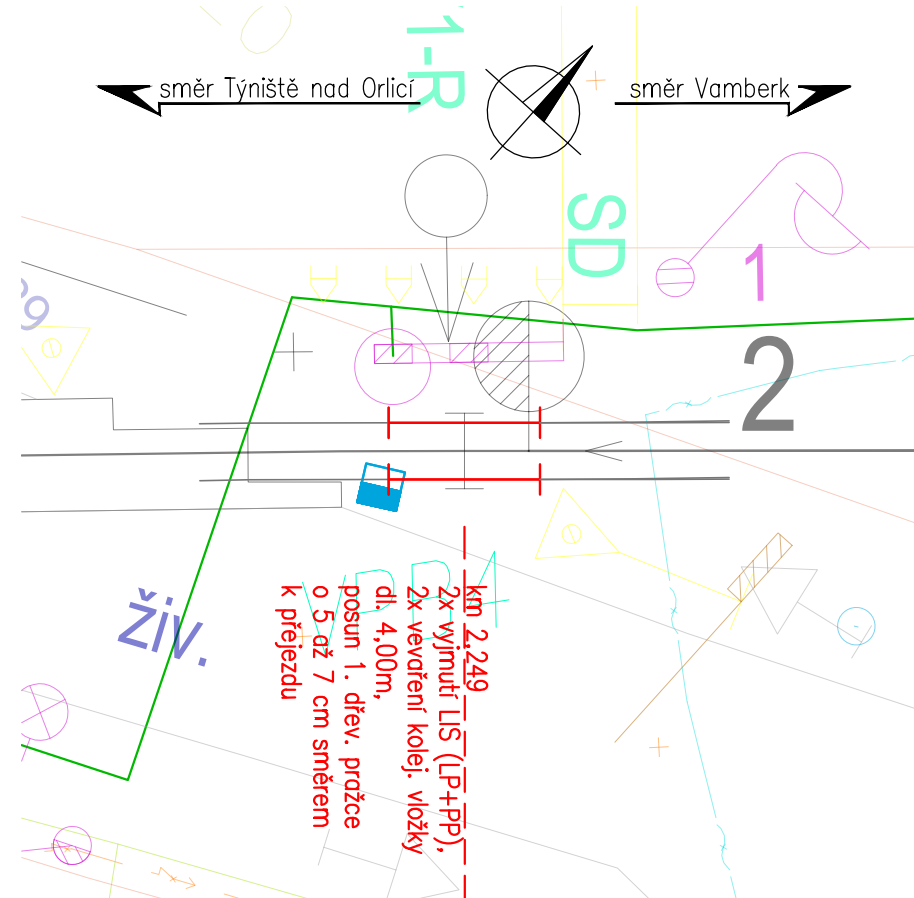 1-R
směr Týniště nad Orlicí
směr Vamberk
SD
1
2
živ.
km 2,249
2x vyjmutí LIS (LP+PP),
2x vevaření kolej. vložky
dl. 4,00m,
posun 1. dřev. pražce
o 5 až 7 cm směrem
k přejezdu